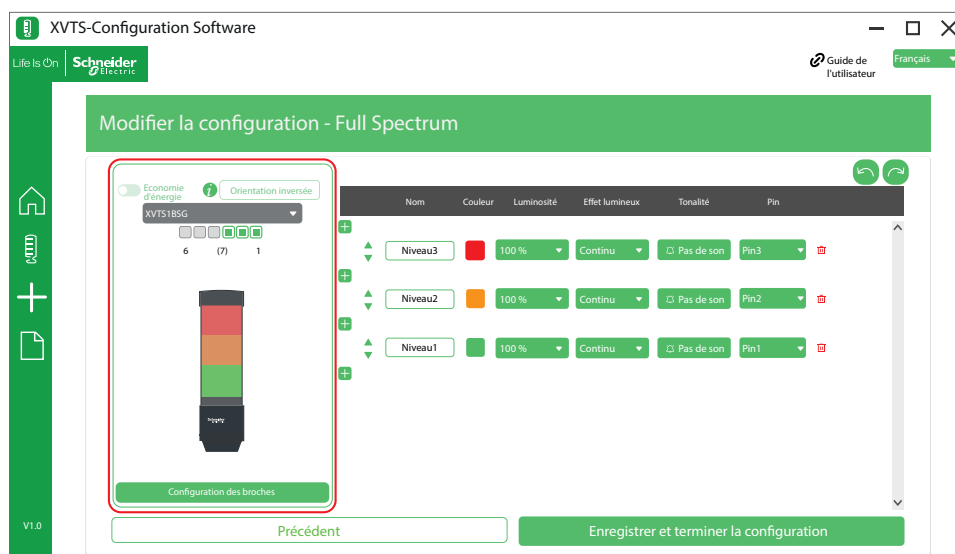 XVTS-Configuration Software
Life Is On
Schneider
Electric
Guide de
l'utilisateur
Français
Modifier la configuration - Full Spectrum
Economie
d'énergie
i
Orientation inversée
XVTS1BSG
6 (7) 1
Schneider
Configuration des broches
Nom Couleur Luminosité Effet lumineux Tonalité Pin
Niveau3 100 % Continu Pas de son Pin3
Niveau2 100 % Continu Pas de son Pin2
Niveau1 100 % Continu Pas de son Pin1
V1.0
Précédent
Enregistrer et terminer la configuration